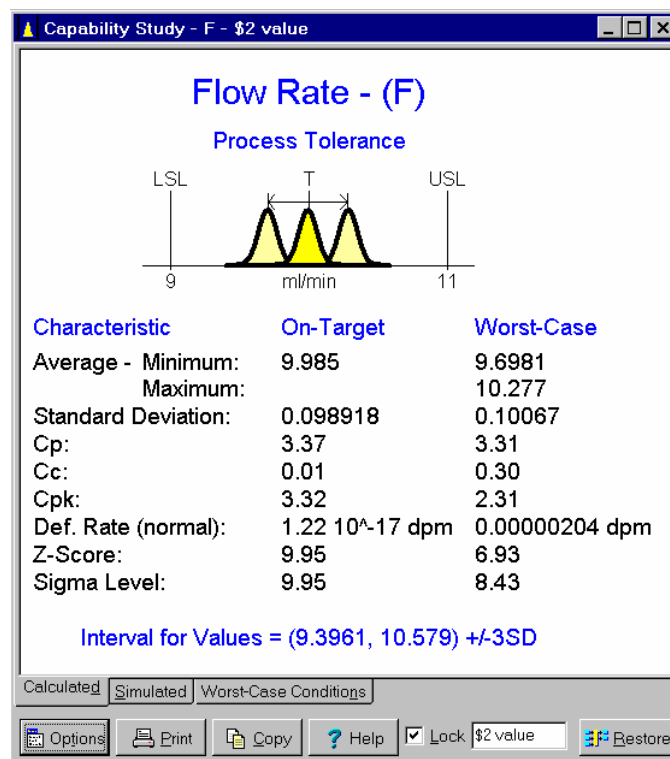 Capability Study - F - $2 value
Flow Rate - (F)
Process Tolerance
LSL T USL
9 ml/min 11
Characteristic On-Target Worst-Case
Average - Minimum: 9.985 9.6981
Maximum: 10.277
Standard Deviation: 0.098918 0.10067
Cp: 3.37 3.31
Cc: 0.01 0.30
Cpk: 3.32 2.31
Def. Rate (normal): 1.22 10^-17 dpm 0.00000204 dpm
Z-Score: 9.95 6.93
Sigma Level: 9.95 8.43
Interval for Values = (9.3961, 10.579) +/-3SD
Calculated Simulated Worst-Case Conditions
Options Print Copy ? Help Lock $2 value Restore